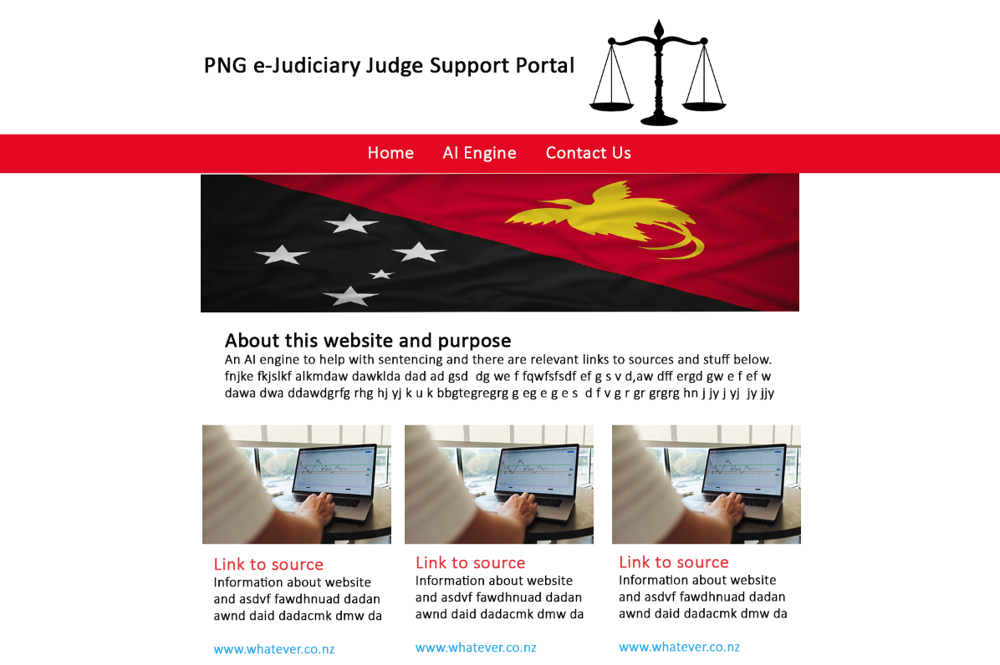 PNG e-Judiciary Judge Support Portal
Home AI Engine Contact Us
About this website and purpose
An AI engine to help with sentencing and there are relevant links to sources and stuff below.
fnjke fkjslkf alkmdaw dawklda dad ad gsd  dg we f fqwfsfsdf ef g s v d,aw dff ergd gw e f ef w
dawa dwa ddawdgrfg rhg hj yj k u k bbgtegregrg g eg e g e s  d f v g r gr grgrg hn j jy j yj  jy jjy
Link to source
Information about website
and asdvf fawdhnuad dadan
awnd daid dadacmk dmw da
www.whatever.co.nz
Link to source
Information about website
and asdvf fawdhnuad dadan
awnd daid dadacmk dmw da
www.whatever.co.nz
Link to source
Information about website
and asdvf fawdhnuad dadan
awnd daid dadacmk dmw da
www.whatever.co.nz